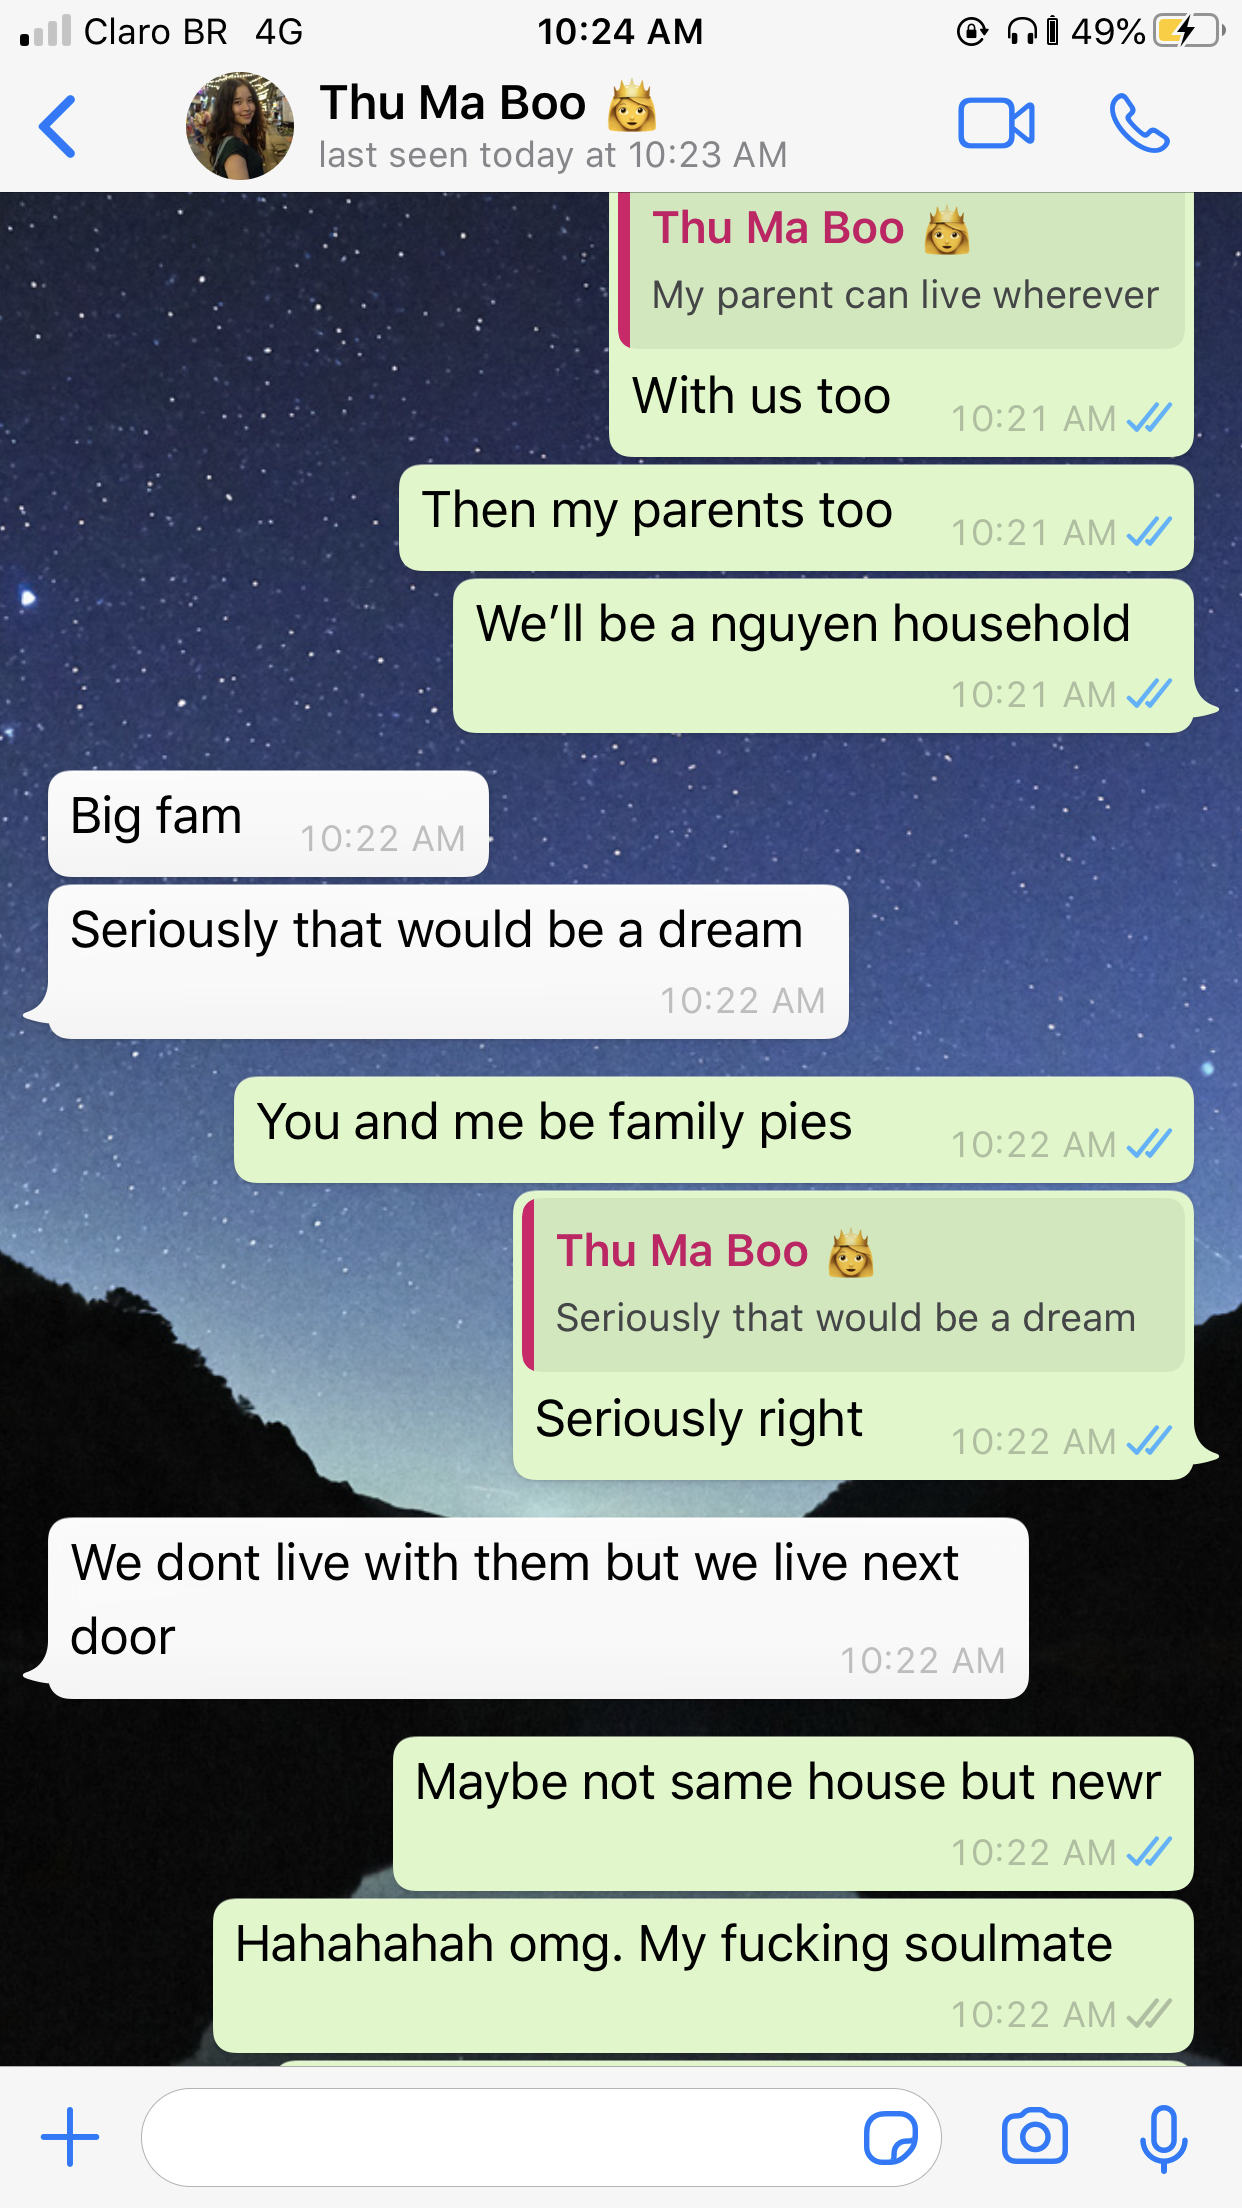 Claro BR 4G 10:24 AM 49%
Thu Ma Boo 👸
last seen today at 10:23 AM
Thu Ma Boo 👸
My parent can live wherever
With us too 10:21 AM
Then my parents too 10:21 AM
We’ll be a nguyen household
10:21 AM
Big fam 10:22 AM
Seriously that would be a dream
10:22 AM
You and me be family pies 10:22 AM
Thu Ma Boo 👸
Seriously that would be a dream
Seriously right 10:22 AM
We dont live with them but we live next
door 10:22 AM
Maybe not same house but newr
10:22 AM
Hahahahah omg. My fucking soulmate
10:22 AM